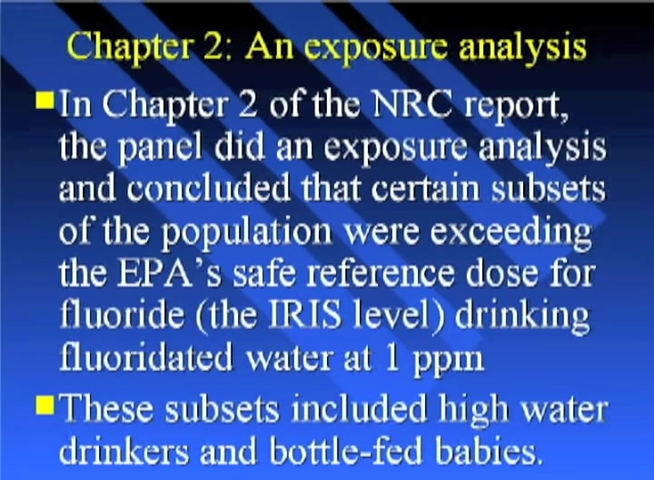 Chapter 2: An exposure analysis
In Chapter 2 of the NRC report,
the panel did an exposure analysis
and concluded that certain subsets
of the population were exceeding
the EPA's safe reference dose for
fluoride (the IRIS level) drinking
fluoridated water at 1 ppm
These subsets included high water
drinkers and bottle-fed babies.